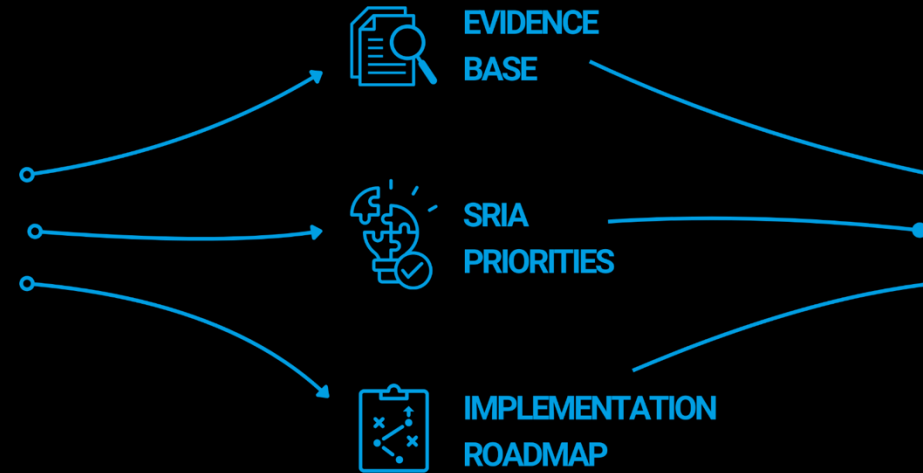 EVIDENCE
BASE
SRIA
PRIORITIES
IMPLEMENTATION
ROADMAP